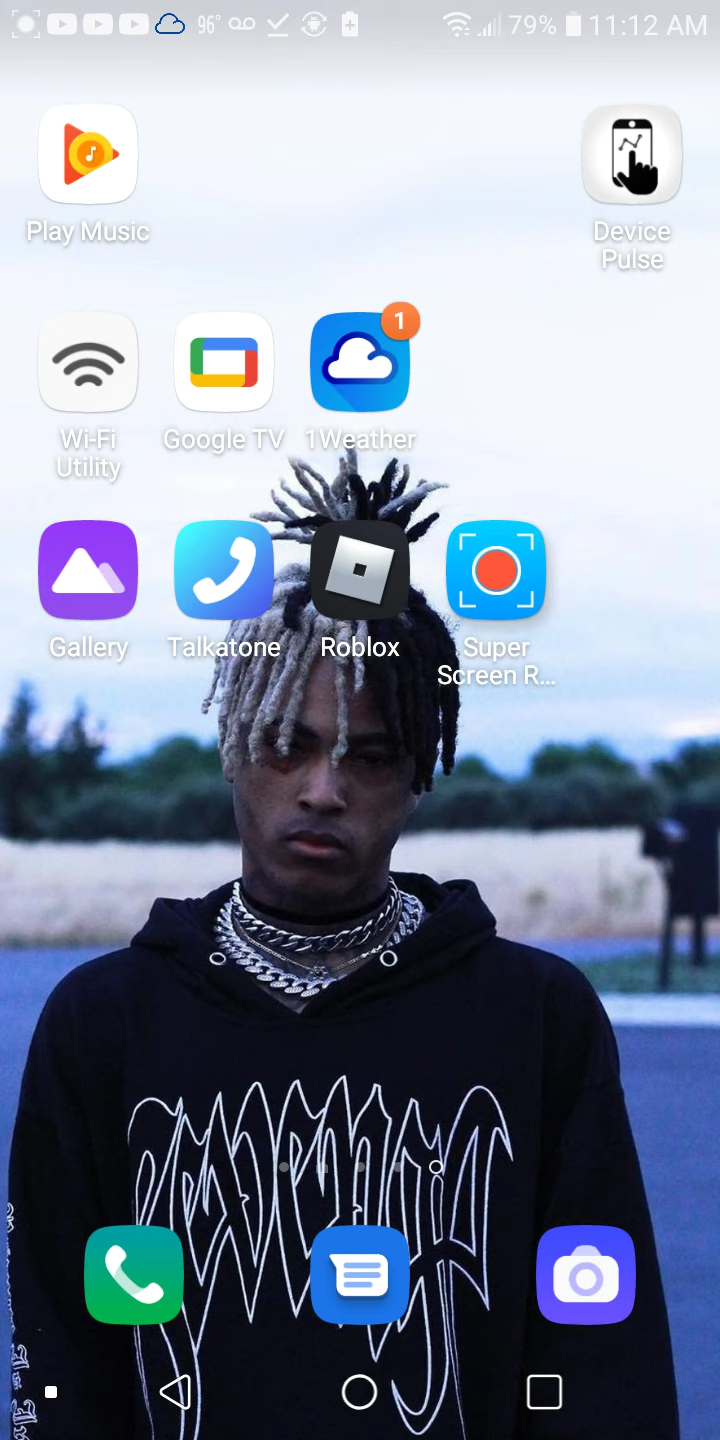 96° 79% 11:12 AM
Play Music
Device
Pulse
1
Wi-Fi
Utility
Google TV
1Weather
Gallery
Talkatone
Roblox
Super
Screen R...
REVENGE